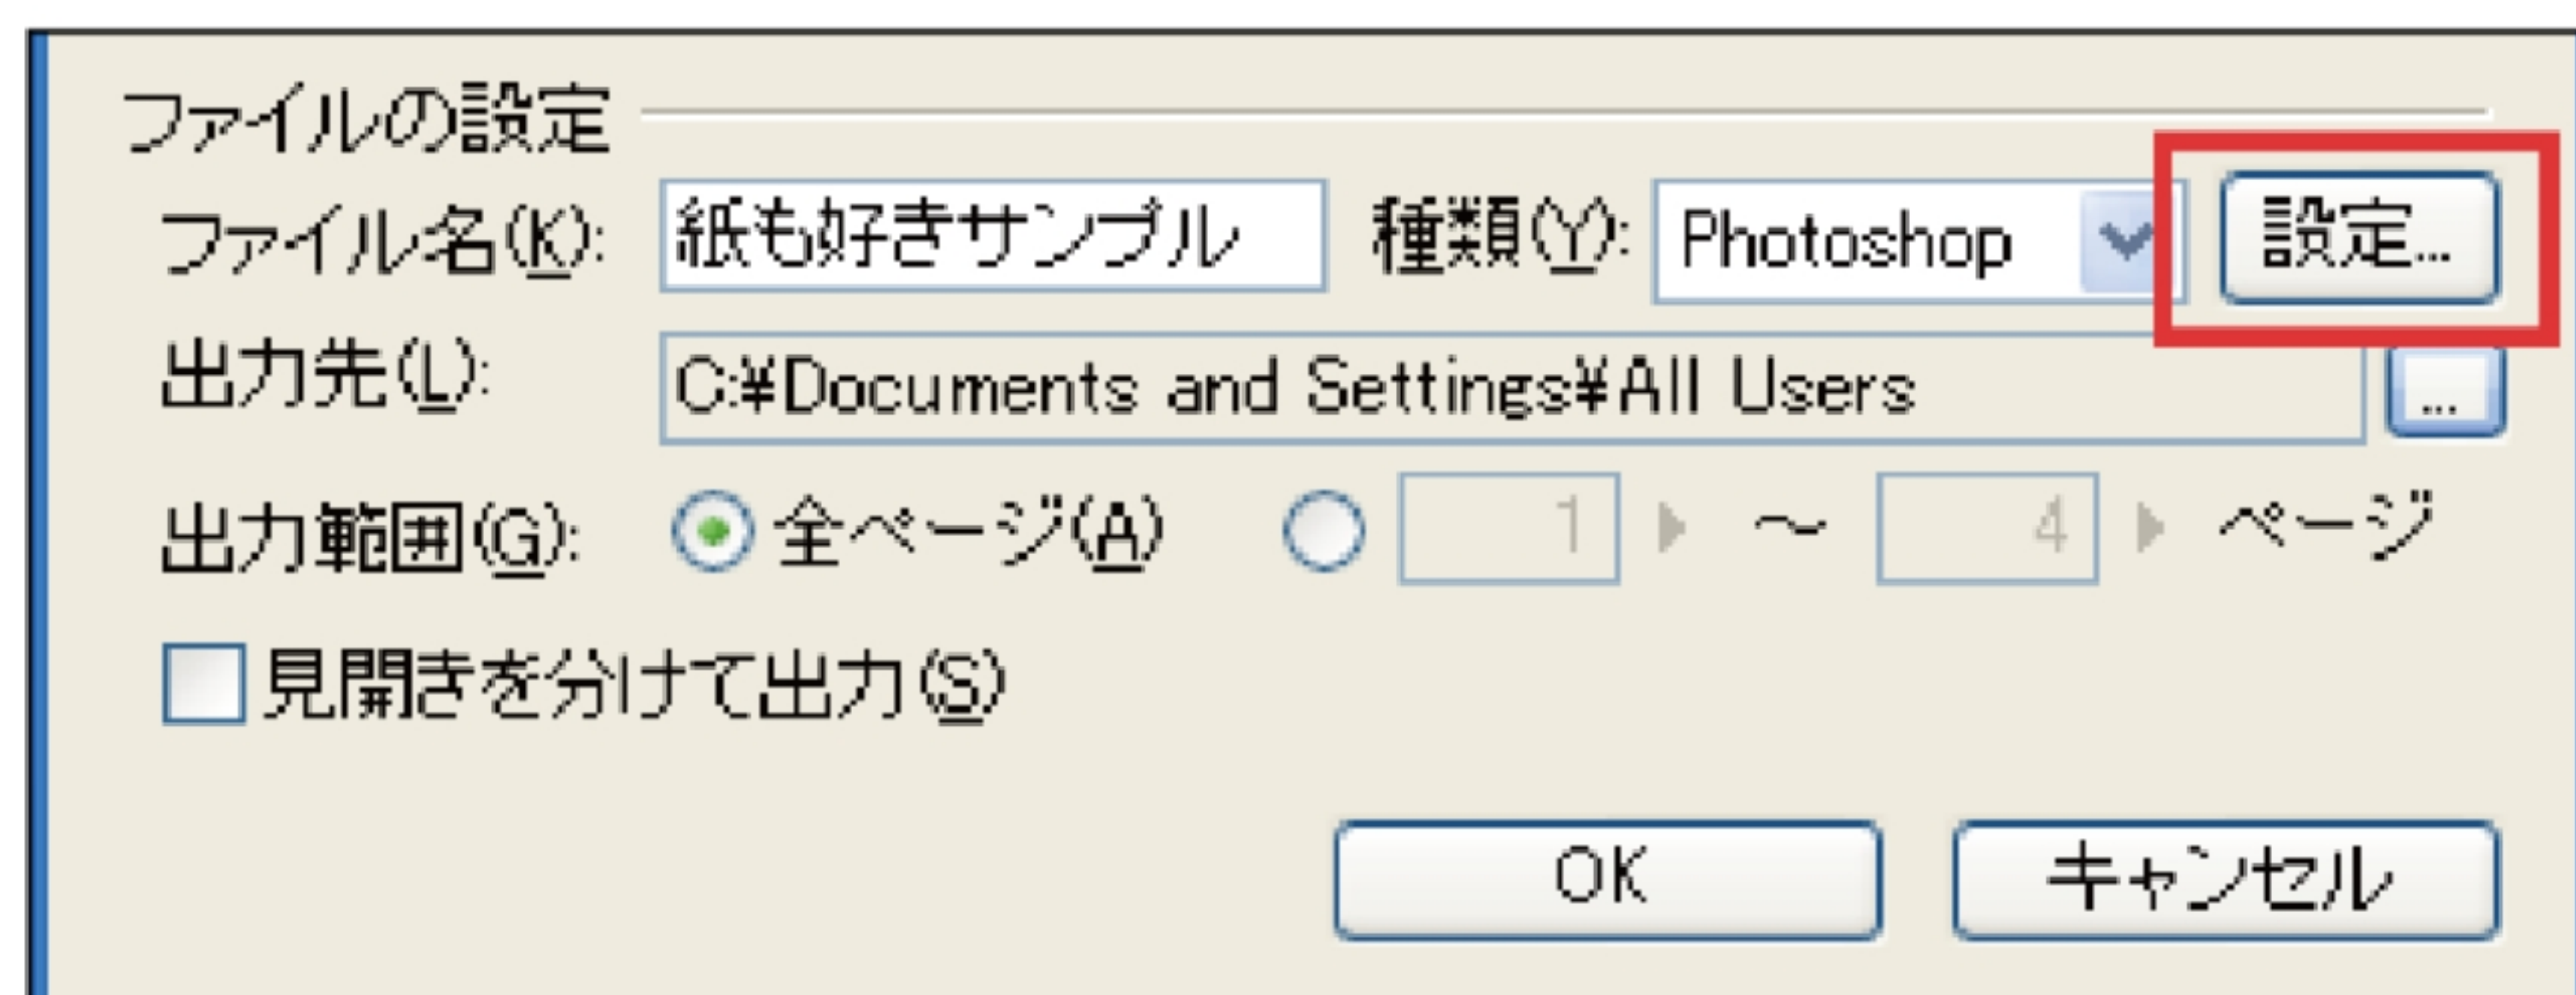 ファイルの設定
ファイル名(K): 紙も好きサンプル 種類(Y): Photoshop 設定...
出力先(L): C:¥Documents and Settings¥All Users ...
出力範囲(G): 全ページ(A) 1 ～ 4 ページ
見開きを分けて出力(S)
OK キャンセル